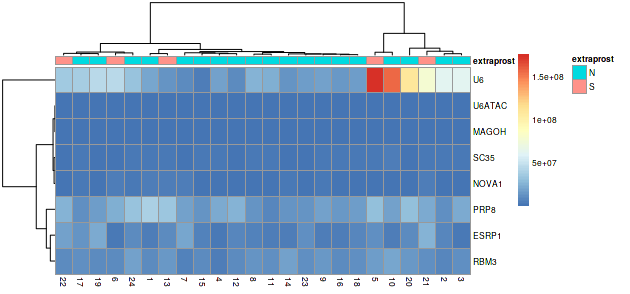 extraprost
extraprost
N
S
1.5e+08
1e+08
5e+07
U6
U6ATAC
MAGOH
SC35
NOVA1
PRP8
ESRP1
RBM3
22 17 19 6 24 1 13 7 15 4 12 8 11 14 23 9 16 18 5 10 20 21 2 3